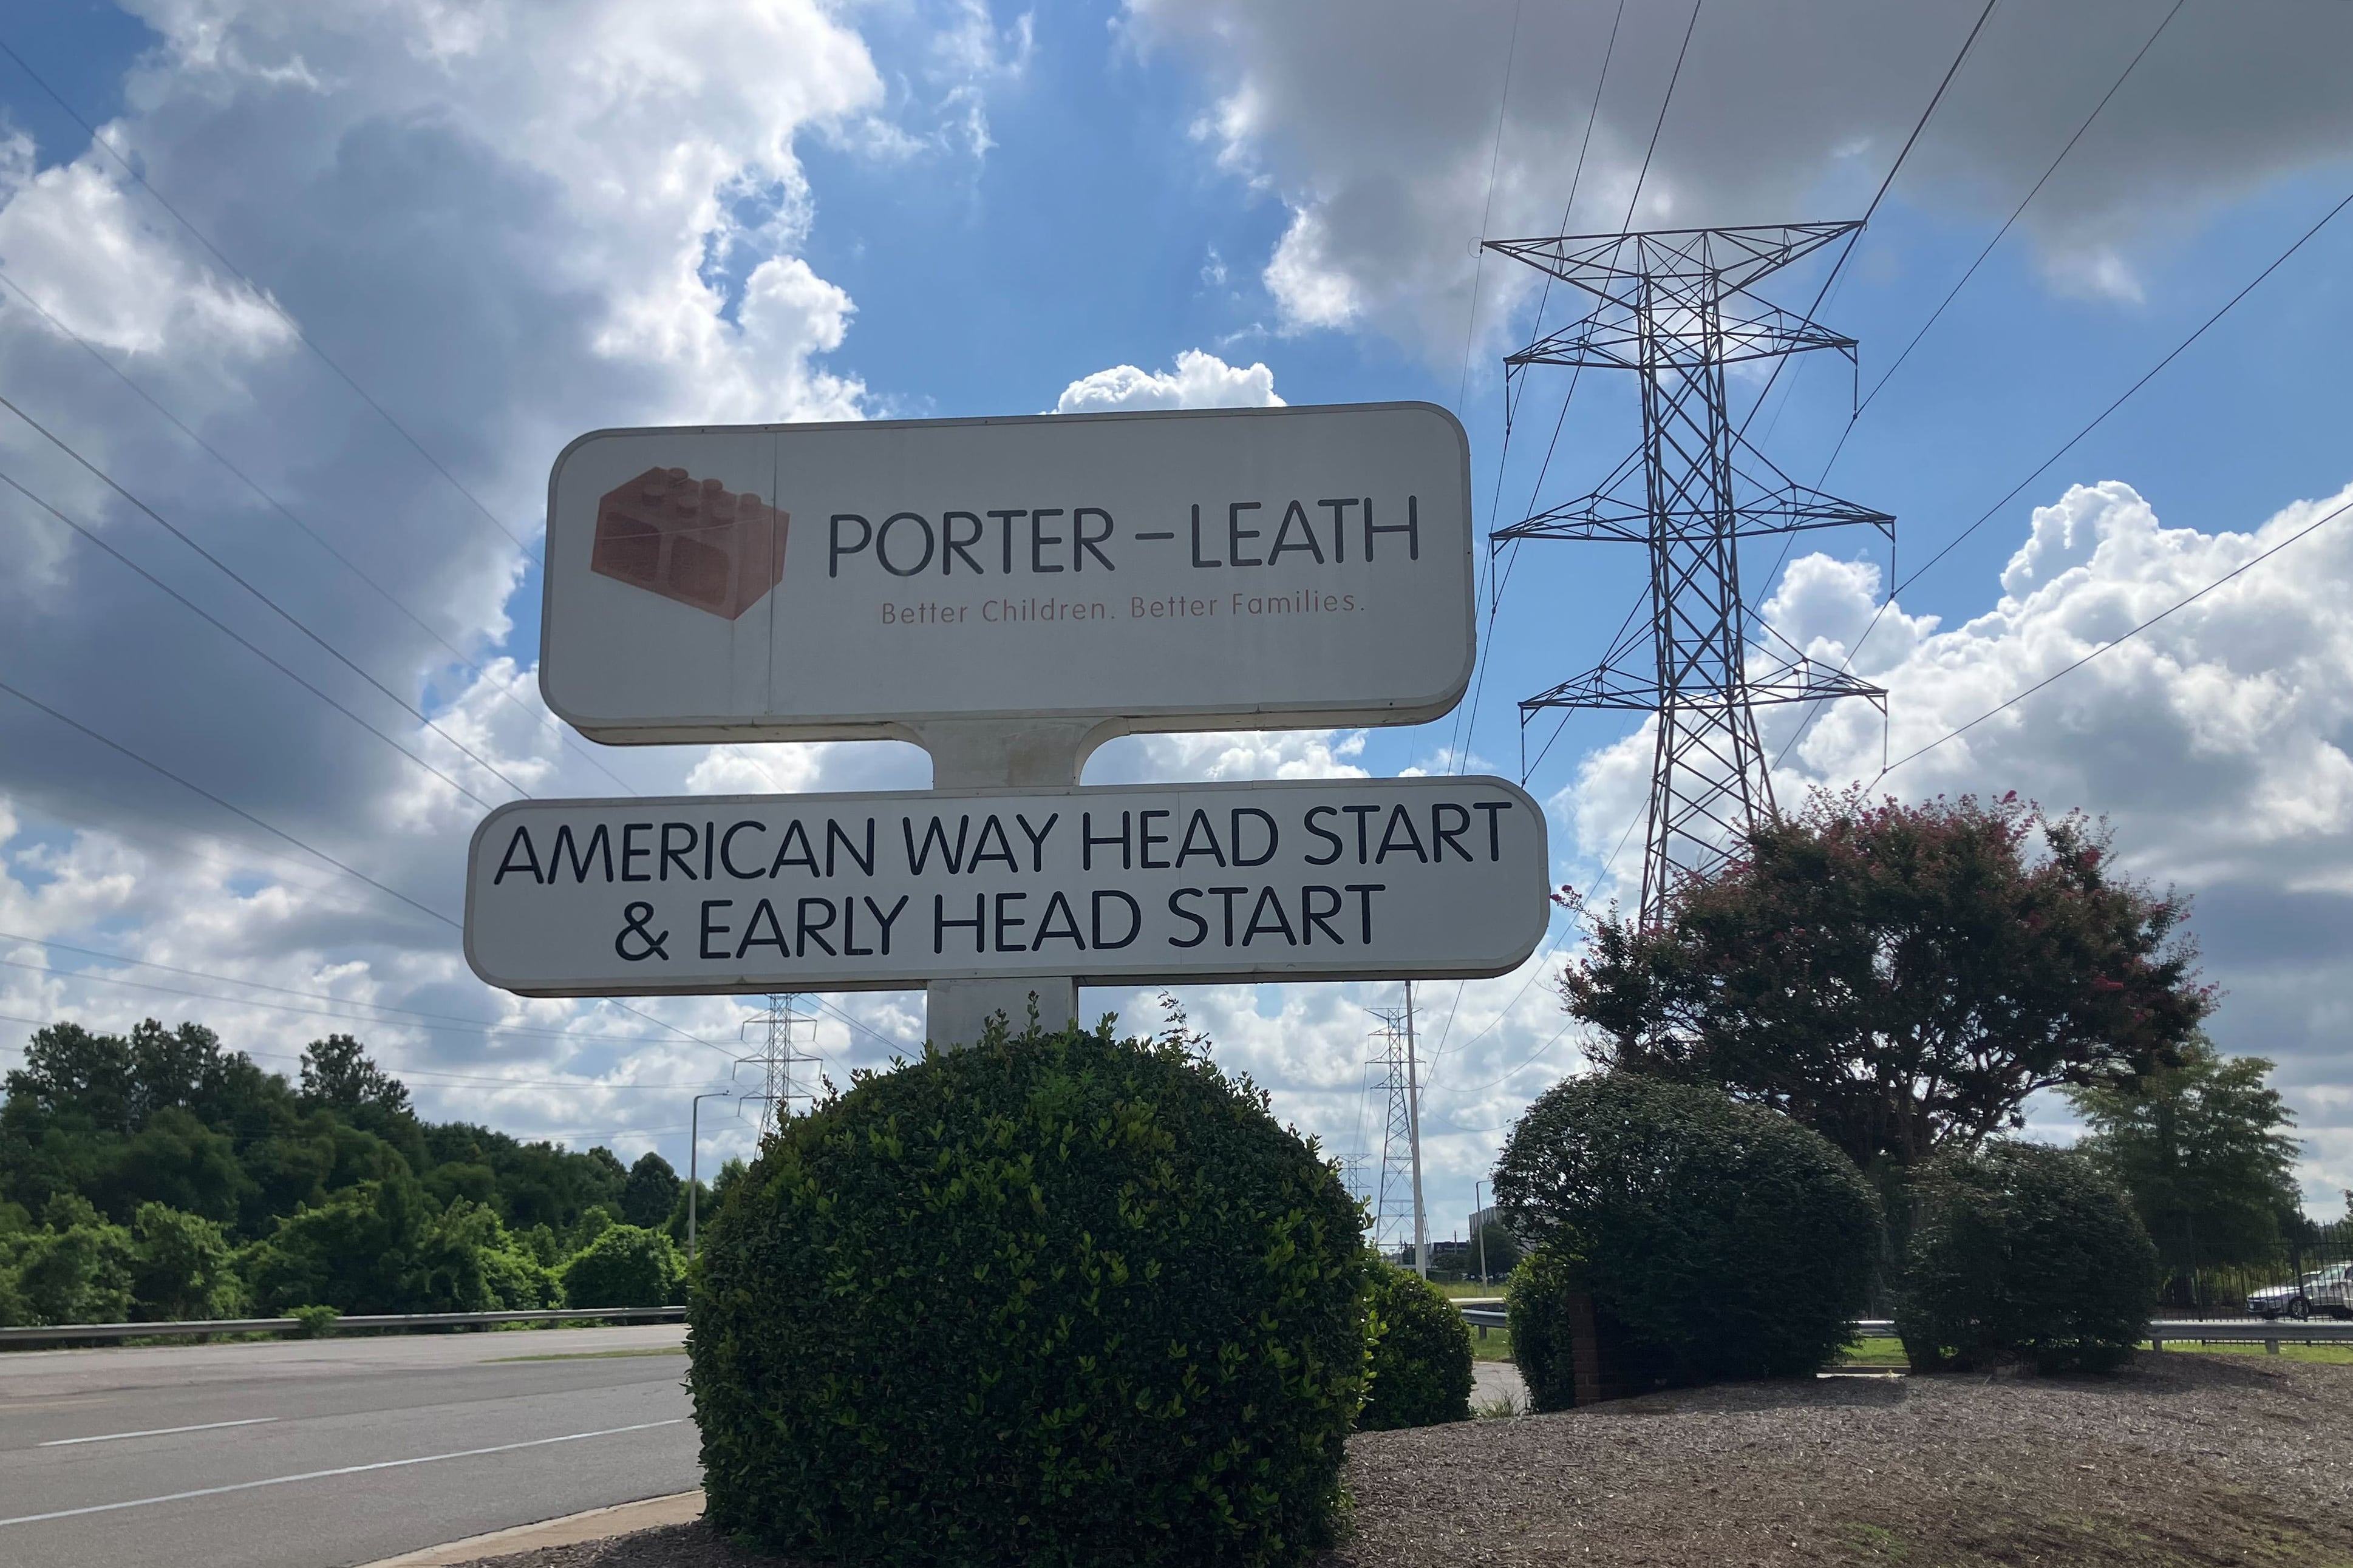 PORTER-LEATH
Better Children. Better Families.
AMERICAN WAY HEAD START
& EARLY HEAD START